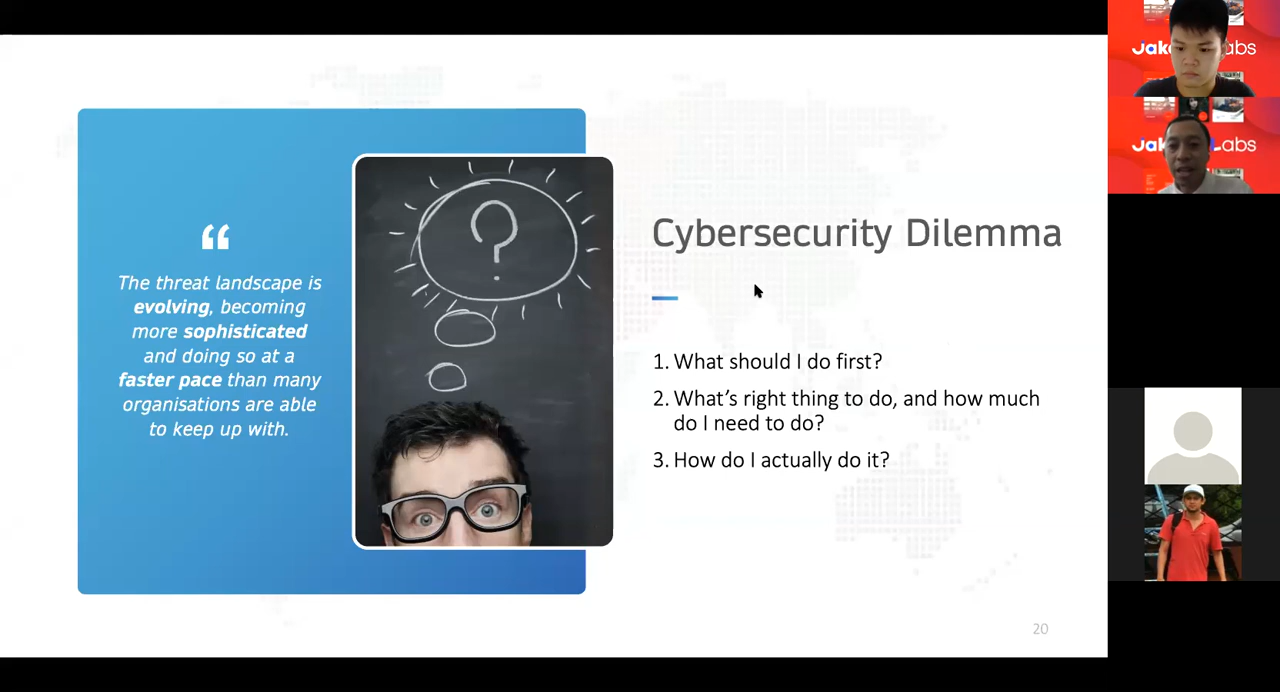 “
The threat landscape is
evolving, becoming
more sophisticated
and doing so at a
faster pace than many
organisations are able
to keep up with.
?
Cybersecurity Dilemma
1. What should I do first?
2. What’s right thing to do, and how much
do I need to do?
3. How do I actually do it?
20